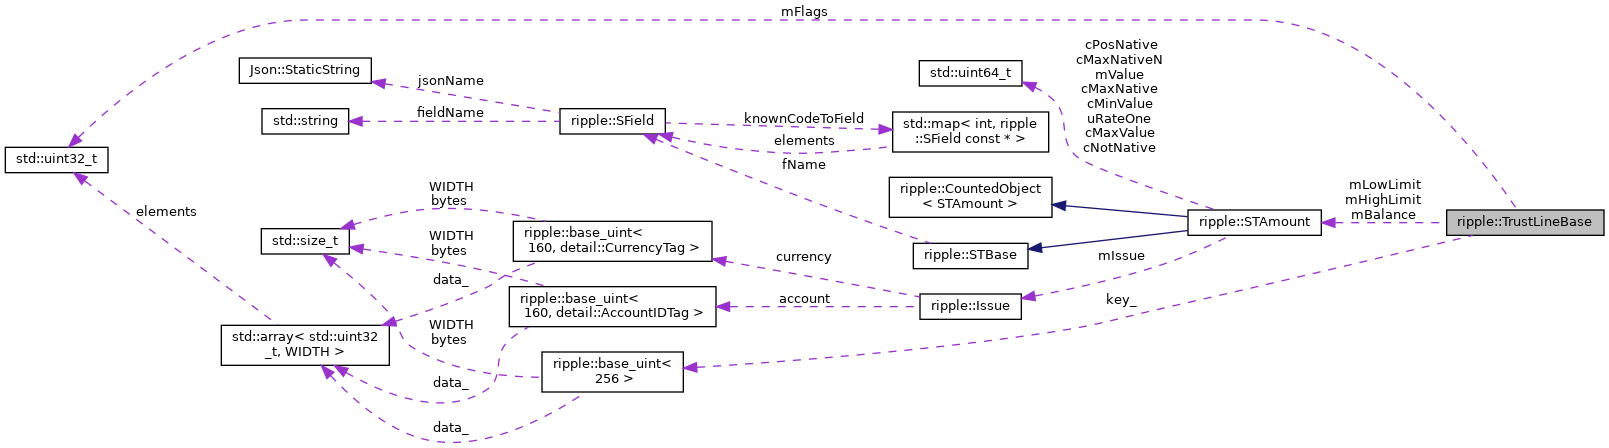 mFlags
cPosNative
cMaxNativeN
mValue
cMaxNative
cMinValue
uRateOne
cMaxValue
cNotNative
Json::StaticString
jsonName
std::uint64_t
std::string
fieldName
ripple::SField
knownCodeToField
elements
fName
std::map< int, ripple
::SField const * >
std::uint32_t
elements
WIDTH
bytes
ripple::CountedObject
< STAmount >
mLowLimit
mHighLimit
mBalance
ripple::TrustLineBase
ripple::STAmount
std::size_t
WIDTH
bytes
ripple::base_uint<
160, detail::CurrencyTag >
ripple::STBase
currency
mIssue
data_
ripple::base_uint<
160, detail::AccountIDTag >
account
ripple::Issue
key_
std::array< std::uint32
_t, WIDTH >
WIDTH
bytes
ripple::base_uint<
256 >
data_
data_